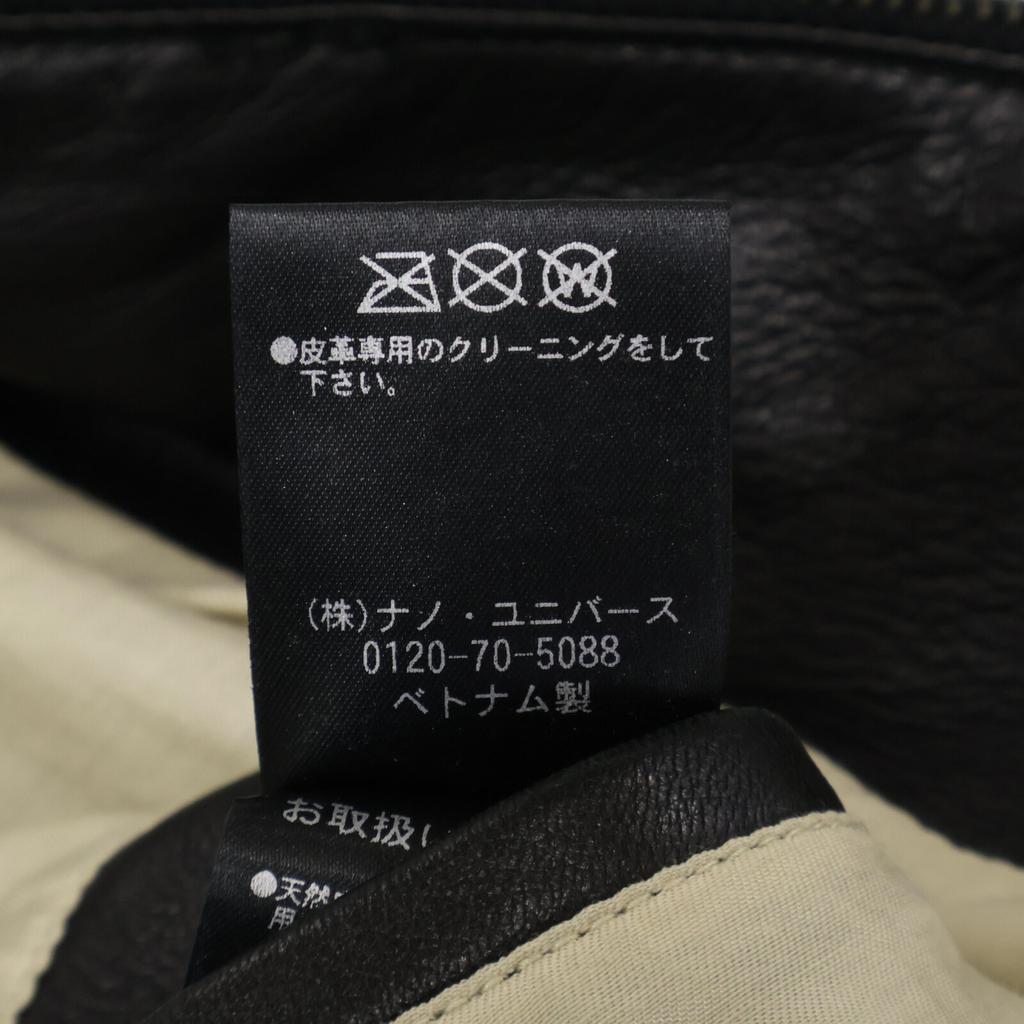 ●皮革専用のクリーニングをして
下さい。
(株)ナノ・ユニバース
0120-70-5088
ベトナム製
お取扱い
●天然
用